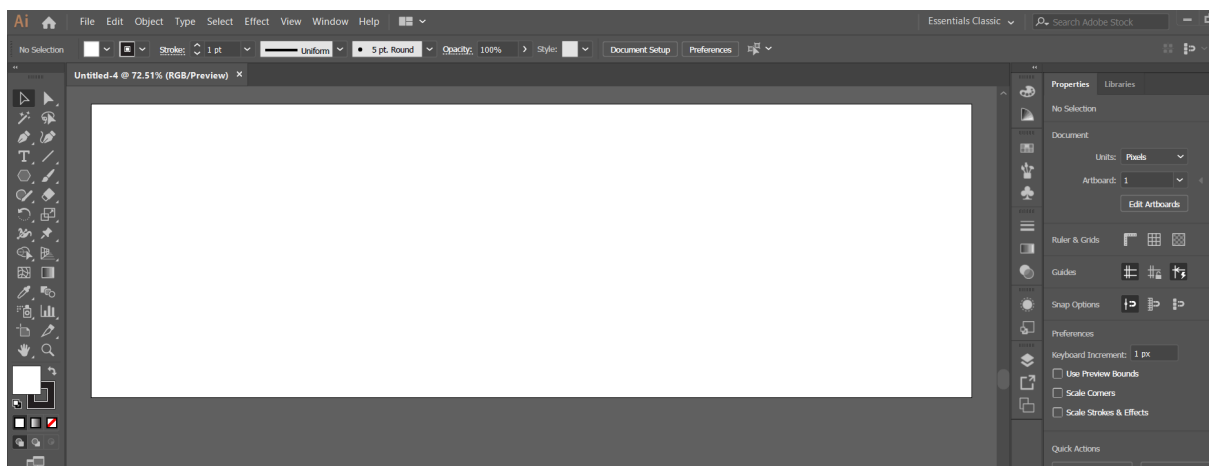 Ai File Edit Object Type Select Effect View Window Help Essentials Classic Search Adobe Stock
No Selection Stroke: 1 pt Uniform 5 pt. Round Opacity: 100% Style: Document Setup Preferences
Untitled-4 @ 72.51% (RGB/Preview) ×
Properties Libraries
No Selection
Document
Units: Pixels
Artboard: 1
Edit Artboards
Ruler & Grids
Guides
Snap Options
Preferences
Keyboard Increment: 1 px
Use Preview Bounds
Scale Corners
Scale Strokes & Effects
Quick Actions